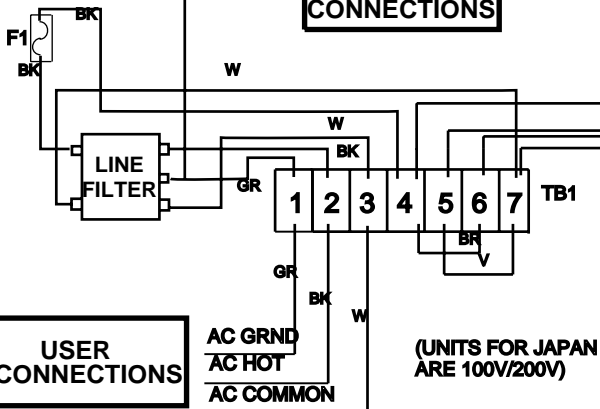 CONNECTIONS
BK
F1
BK
W
W
BK
LINE
FILTER
GR
1 2 3 4 5 6 7
TB1
BR
V
GR
BK
W
USER
CONNECTIONS
AC GRND
AC HOT
AC COMMON
(UNITS FOR JAPAN
ARE 100V/200V)